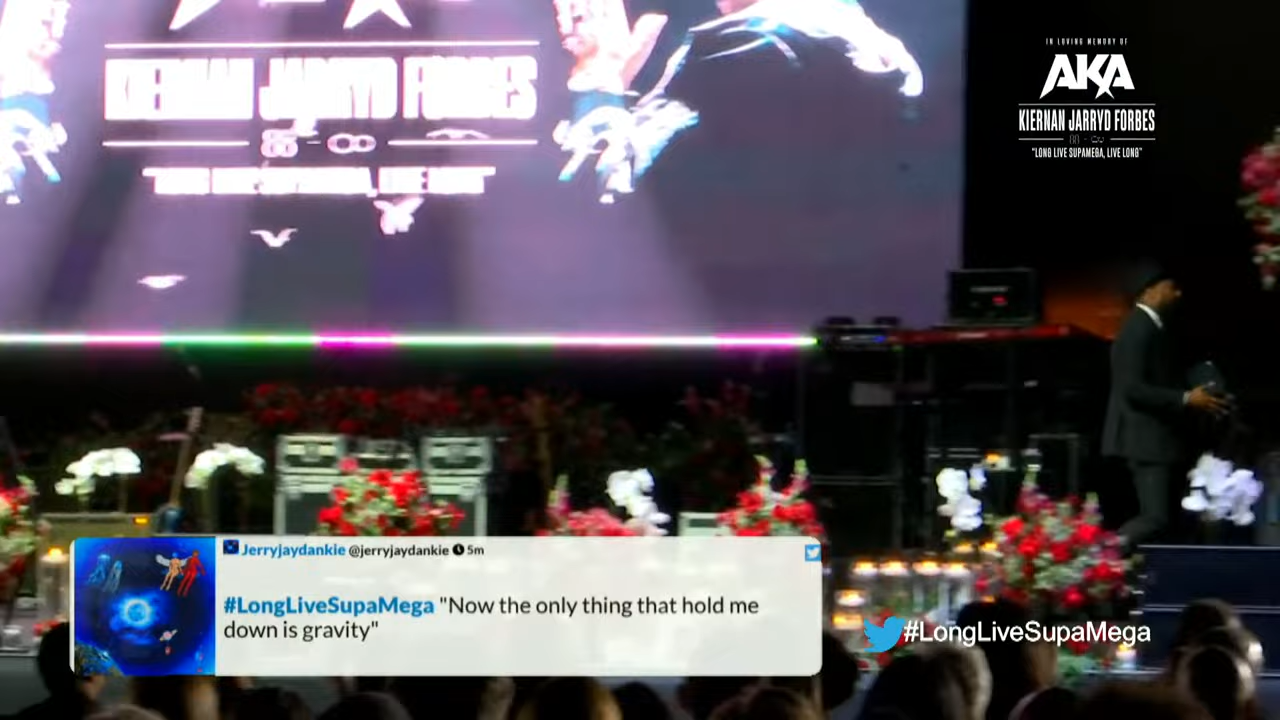 KIERNAN JARRYD FORBES
IN LOVING MEMORY OF
AKA
KIERNAN JARRYD FORBES
"LONG LIVE SUPAMEGA, LIVE LONG"
Jerryjaydankie @jerryjaydankie 5m
#LongLiveSupaMega "Now the only thing that hold me
down is gravity"
#LongLiveSupaMega